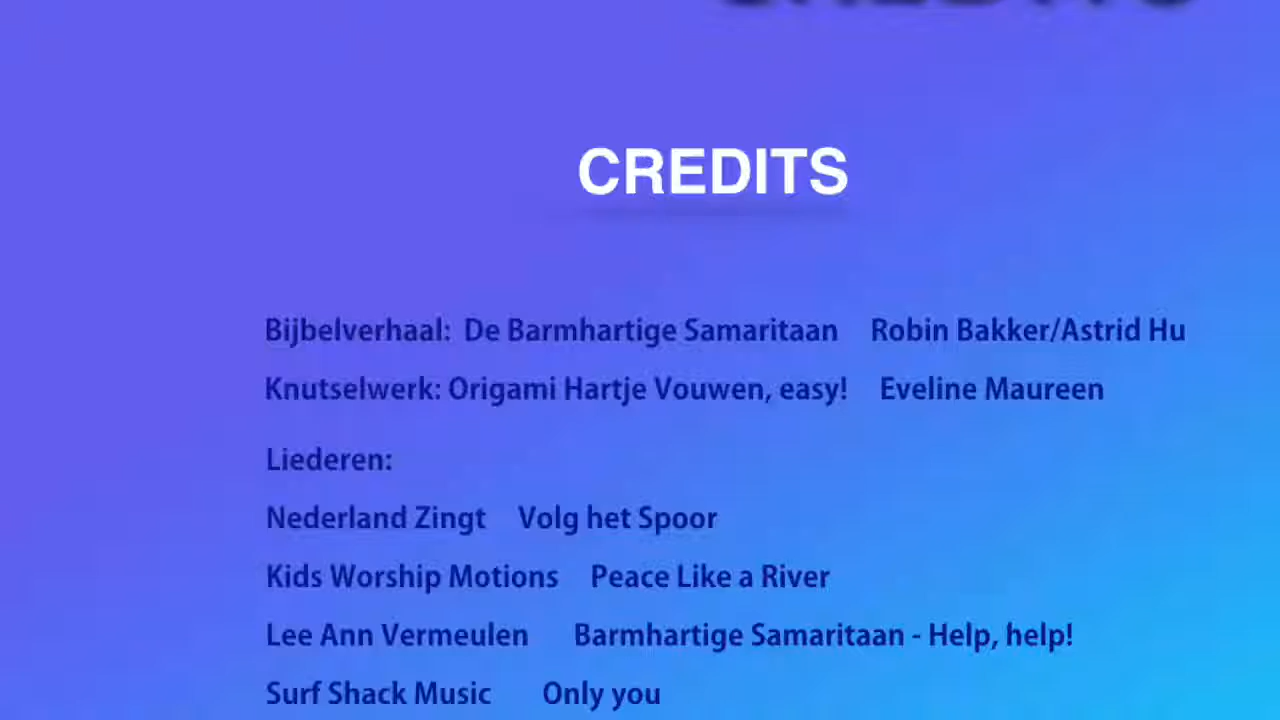 CREDITS
Bijbelverhaal: De Barmhartige Samaritaan Robin Bakker/Astrid Hu
Knutselwerk: Origami Hartje Vouwen, easy! Eveline Maureen
Liederen:
Nederland Zingt Volg het Spoor
Kids Worship Motions Peace Like a River
Lee Ann Vermeulen Barmhartige Samaritaan - Help, help!
Surf Shack Music Only you